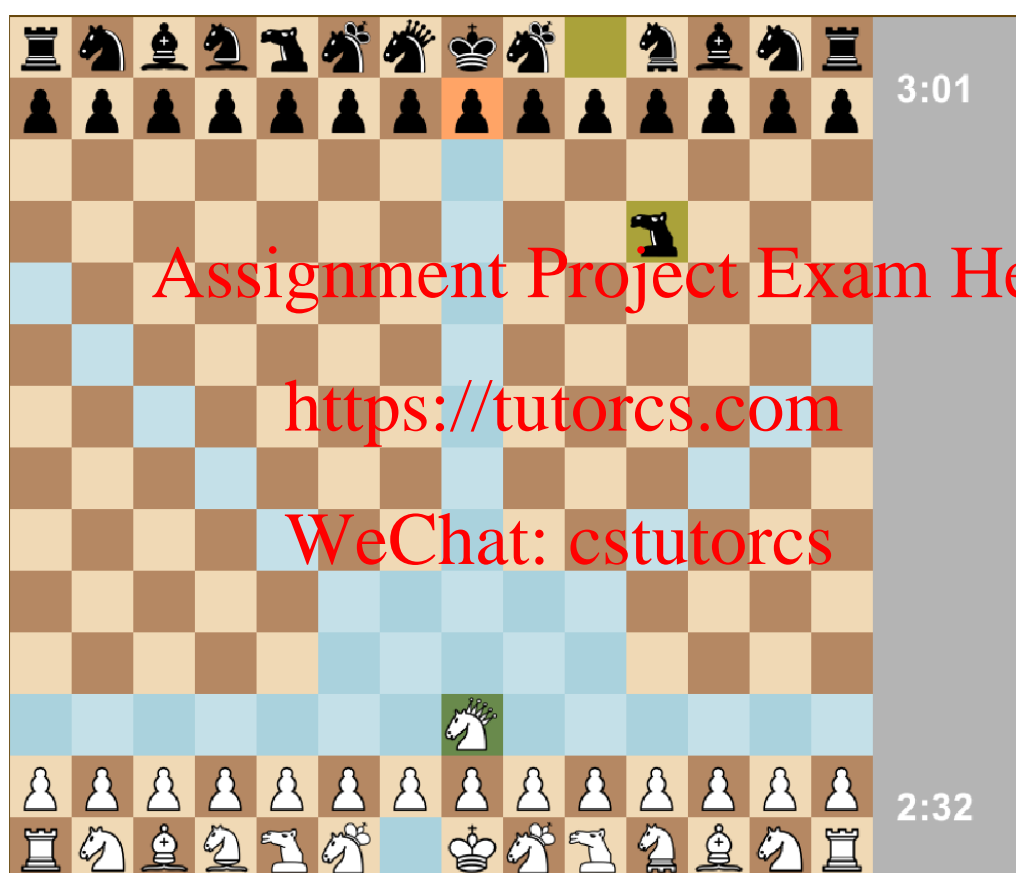 3:01
Assignment Project Exam He
https://tutorcs.com
WeChat: cstutorcs
2:32